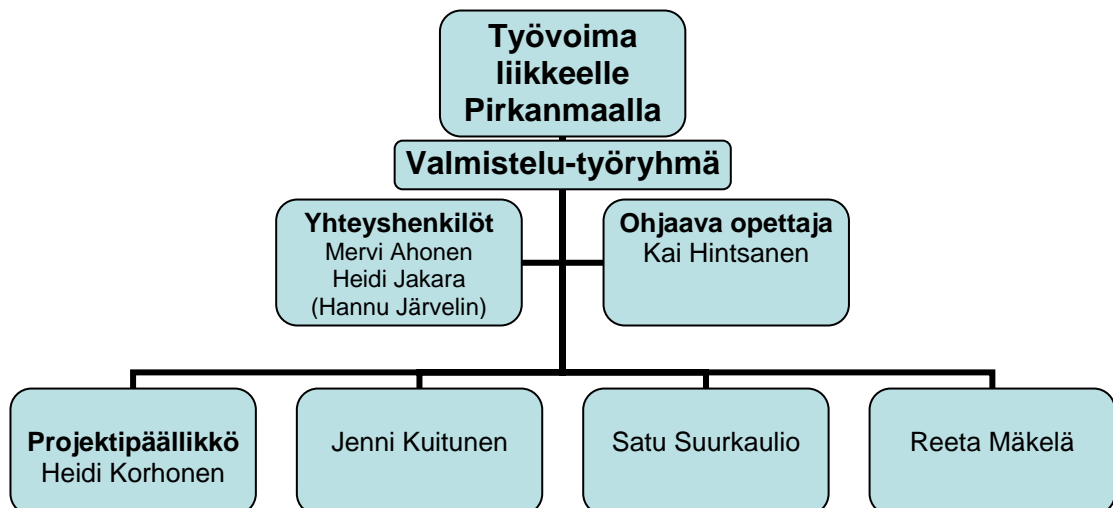 Työvoima
liikkeelle
Pirkanmaalla
Valmistelu-työryhmä
Yhteyshenkilöt
Mervi Ahonen
Heidi Jakara
(Hannu Järvelin)
Ohjaava opettaja
Kai Hintsanen
Projektipäällikkö
Heidi Korhonen
Jenni Kuitunen
Satu Suurkaulio
Reeta Mäkelä